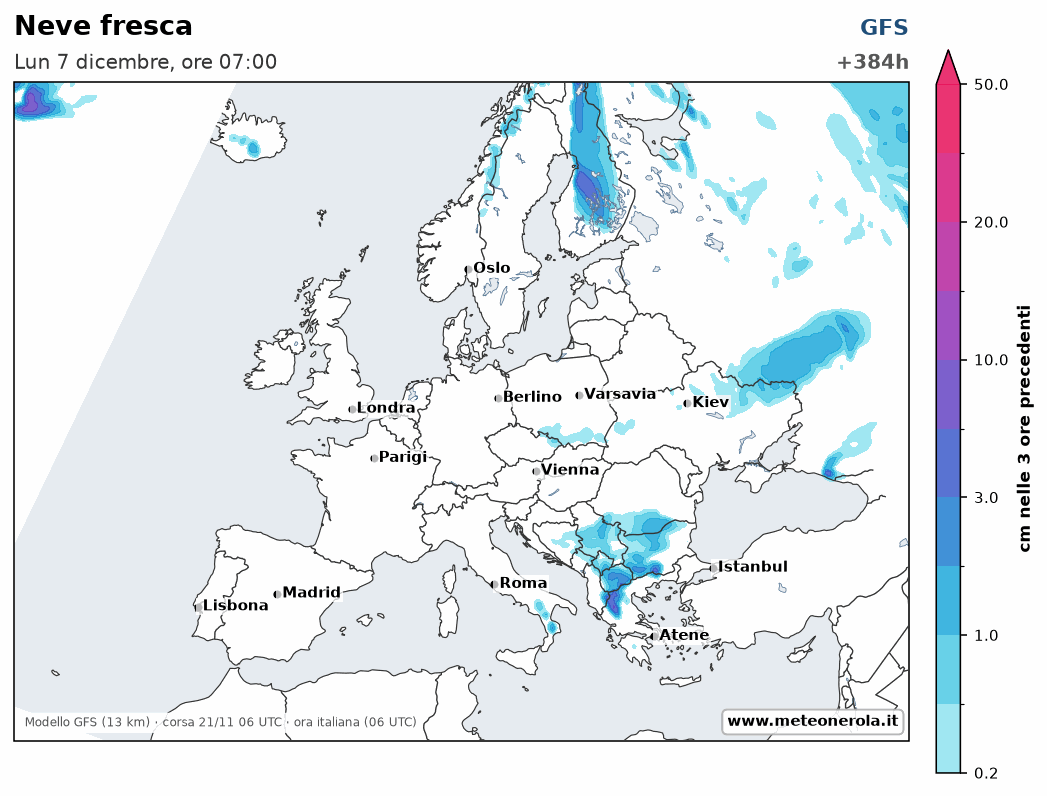 Neve fresca
GFS
Lun 7 dicembre, ore 07:00
+384h
50.0
20.0
10.0
3.0
1.0
0.2
cm nelle 3 ore precedenti
Oslo
Londra
Berlino
Varsavia
Kiev
Parigi
Vienna
Istanbul
Roma
Madrid
Lisbona
Atene
Modello GFS (13 km) · corsa 21/11 06 UTC · ora italiana (06 UTC)
www.meteonerola.it